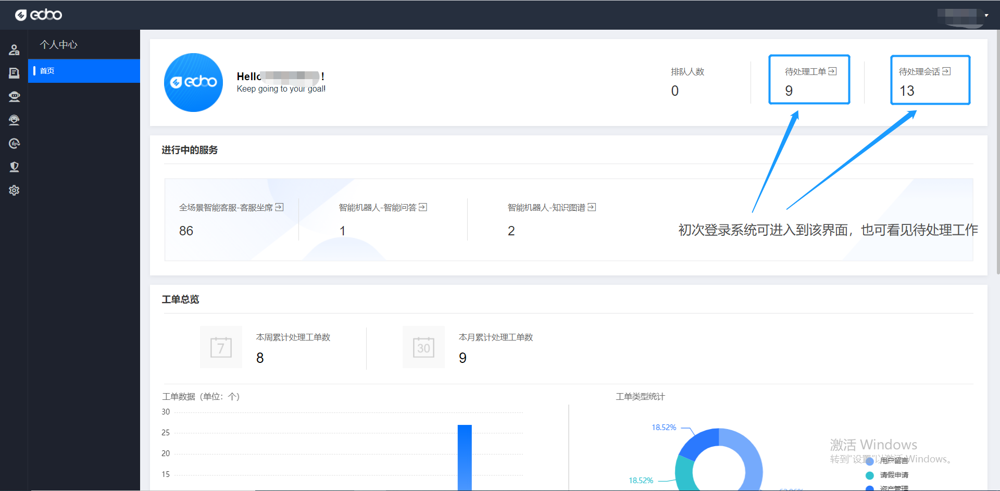 ecbo
个人中心
首页
ecbo
Hello !
Keep going to your goal!
排队人数
0
待处理工单
9
待处理会话
13
进行中的服务
全场景智能客服-客服坐席
86
智能机器人-智能问答
1
智能机器人-知识图谱
2
初次登录系统可进入到该界面，也可看见待处理工作
工单总览
7
本周累计处理工单数
8
30
本月累计处理工单数
9
工单数据（单位：个）
30
25
20
15
工单类型统计
18.52%
18.52%
激活 Windows
转到“设置”以激活 Windows。
用户留言
请假申请
资产管理